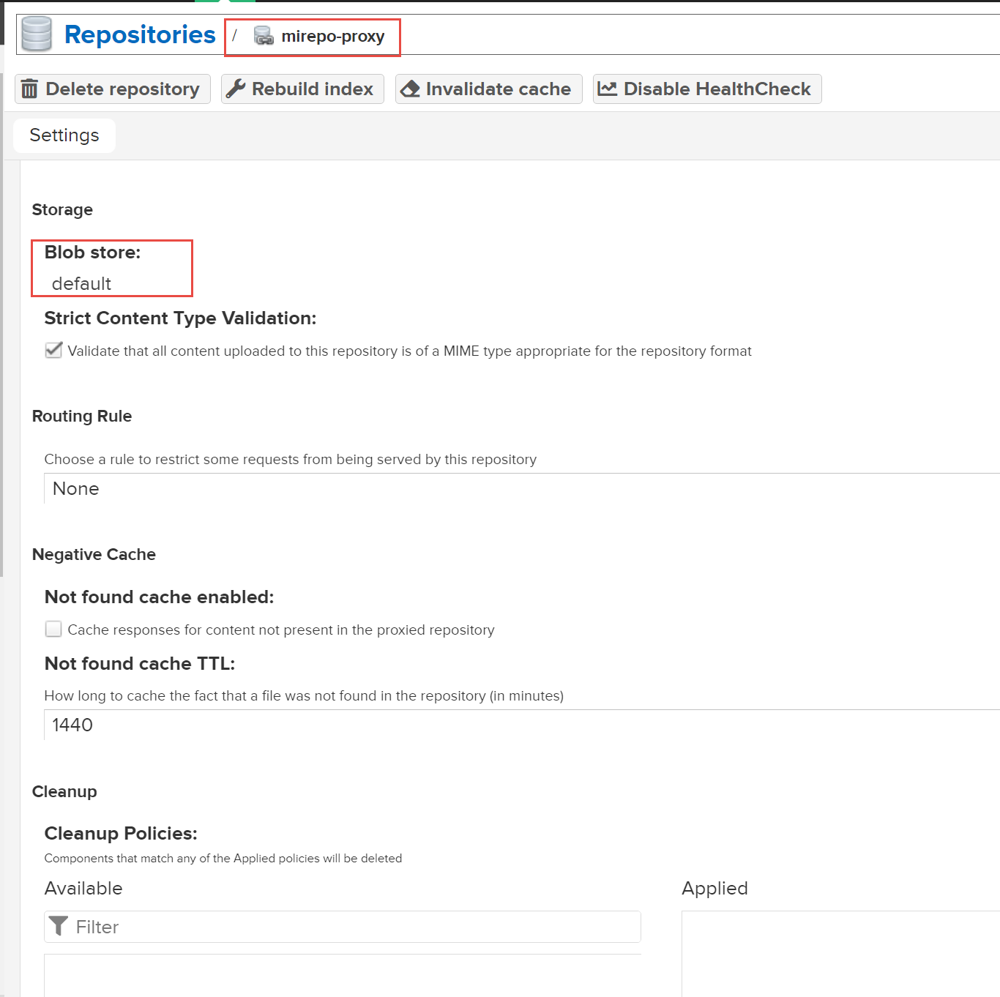 Repositories / mirepo-proxy
Delete repository Rebuild index Invalidate cache Disable HealthCheck
Settings
Storage
Blob store:
default
Strict Content Type Validation:
Validate that all content uploaded to this repository is of a MIME type appropriate for the repository format
Routing Rule
Choose a rule to restrict some requests from being served by this repository
None
Negative Cache
Not found cache enabled:
Cache responses for content not present in the proxied repository
Not found cache TTL:
How long to cache the fact that a file was not found in the repository (in minutes)
1440
Cleanup
Cleanup Policies:
Components that match any of the Applied policies will be deleted
Available Applied
Filter